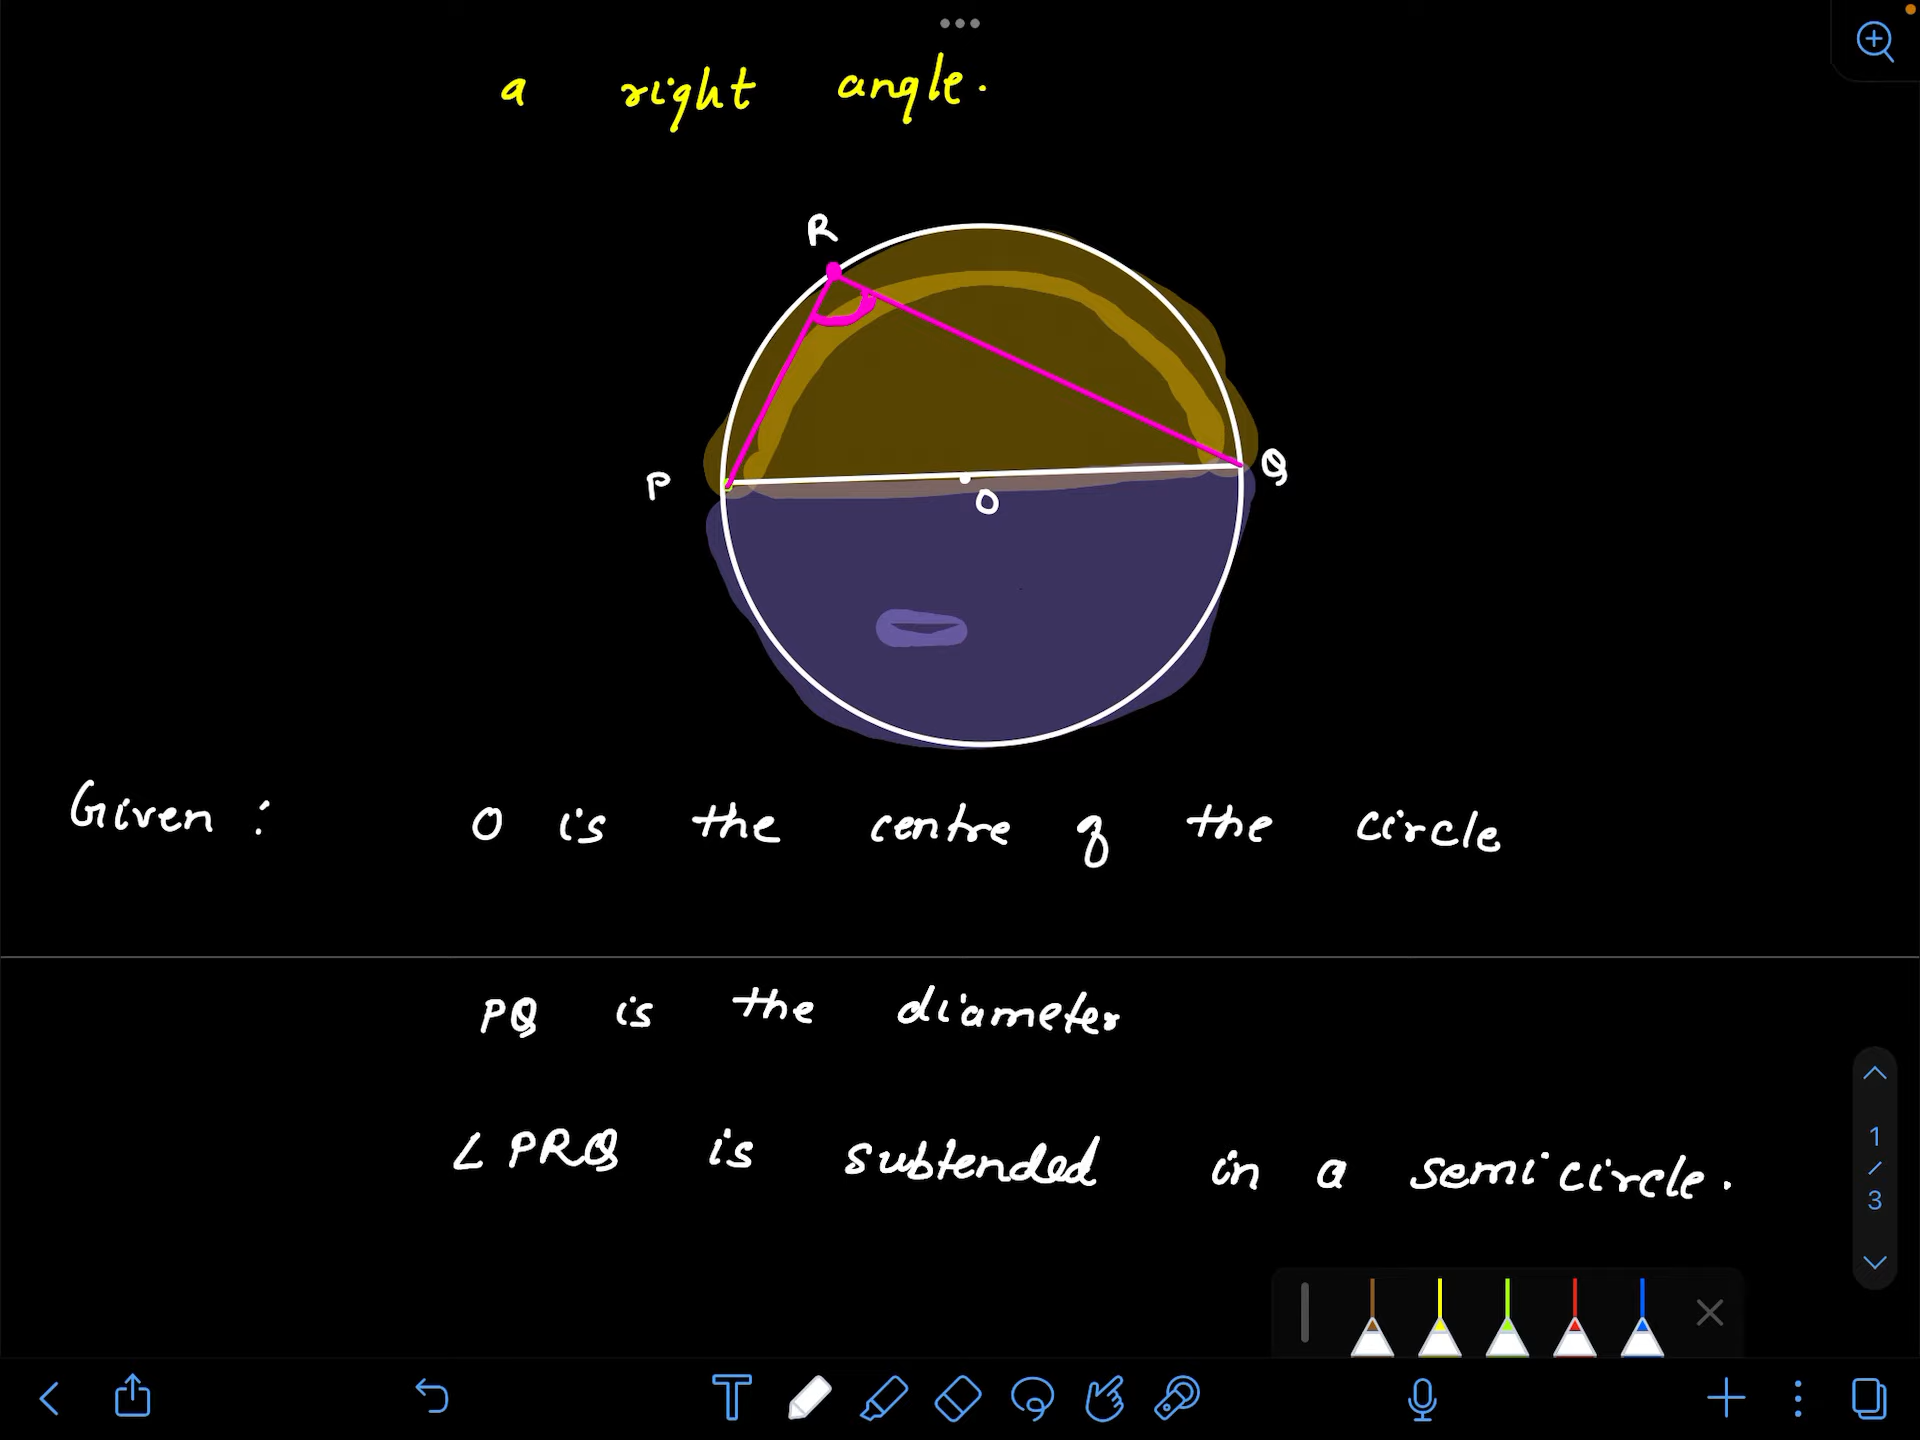 a right angle.
R
P
Q
O
Given : O is the centre of the circle
PQ is the diameter
∠PRQ is subtended in a semicircle.
1
/
3
T